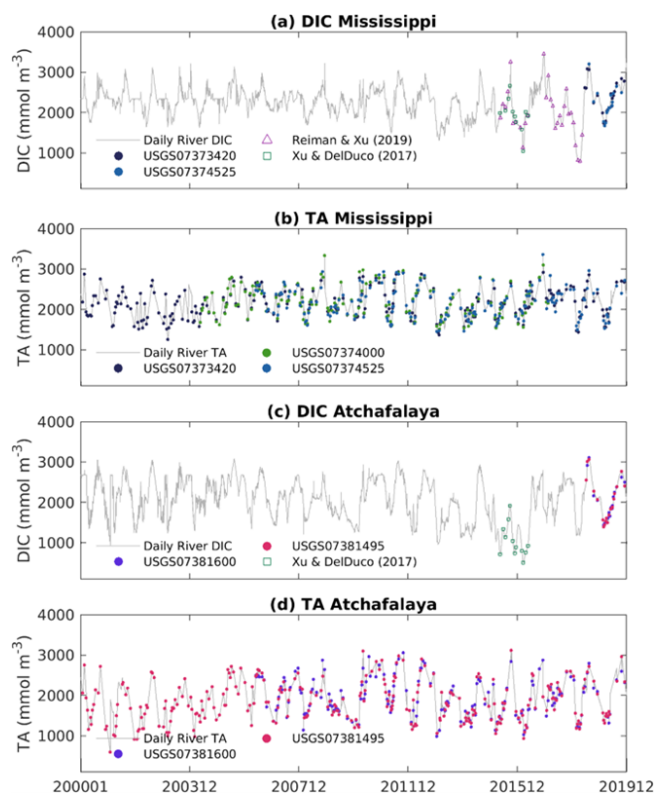 (a) DIC Mississippi
4000
3000
2000
1000
DIC (mmol m⁻³)
Daily River DIC
USGS07373420
USGS07374525
Reiman & Xu (2019)
Xu & DelDuco (2017)
(b) TA Mississippi
4000
3000
2000
1000
TA (mmol m⁻³)
Daily River TA
USGS07373420
USGS07374000
USGS07374525
(c) DIC Atchafalaya
4000
3000
2000
1000
DIC (mmol m⁻³)
Daily River DIC
USGS07381600
USGS07381495
Xu & DelDuco (2017)
(d) TA Atchafalaya
4000
3000
2000
1000
TA (mmol m⁻³)
Daily River TA
USGS07381600
USGS07381495
200001 200312 200712 201112 201512 201912